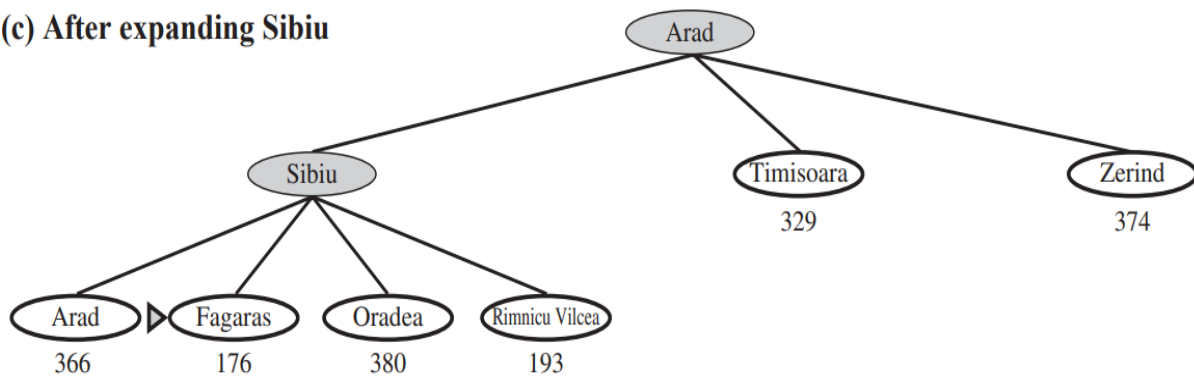 (c) After expanding Sibiu
Arad
Sibiu
Timisoara
Zerind
329
374
Arad
Fagaras
Oradea
Rimnicu Vilcea
366
176
380
193